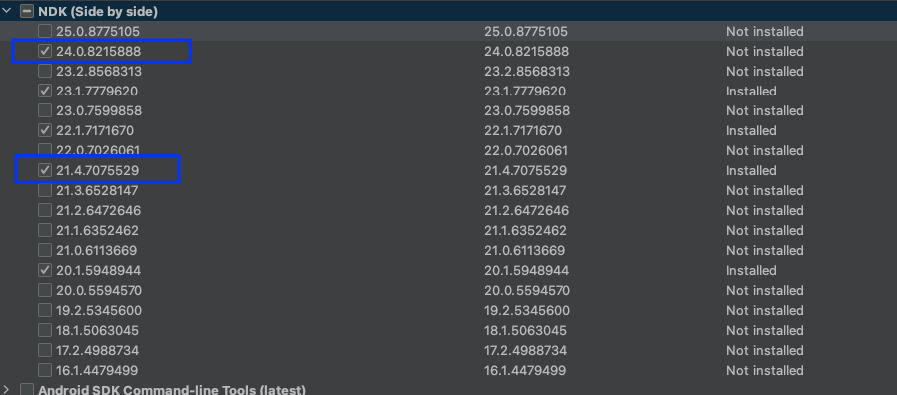 NDK (Side by side)
25.0.8775105 25.0.8775105 Not installed
24.0.8215888 24.0.8215888 Not installed
23.2.8568313 23.2.8568313 Not installed
23.1.7779620 23.1.7779620 Installed
23.0.7599858 23.0.7599858 Not installed
22.1.7171670 22.1.7171670 Installed
22.0.7026061 22.0.7026061 Not installed
21.4.7075529 21.4.7075529 Installed
21.3.6528147 21.3.6528147 Not installed
21.2.6472646 21.2.6472646 Not installed
21.1.6352462 21.1.6352462 Not installed
21.0.6113669 21.0.6113669 Not installed
20.1.5948944 20.1.5948944 Installed
20.0.5594570 20.0.5594570 Not installed
19.2.5345600 19.2.5345600 Not installed
18.1.5063045 18.1.5063045 Not installed
17.2.4988734 17.2.4988734 Not installed
16.1.4479499 16.1.4479499 Not installed
Android SDK Command-line Tools (latest)